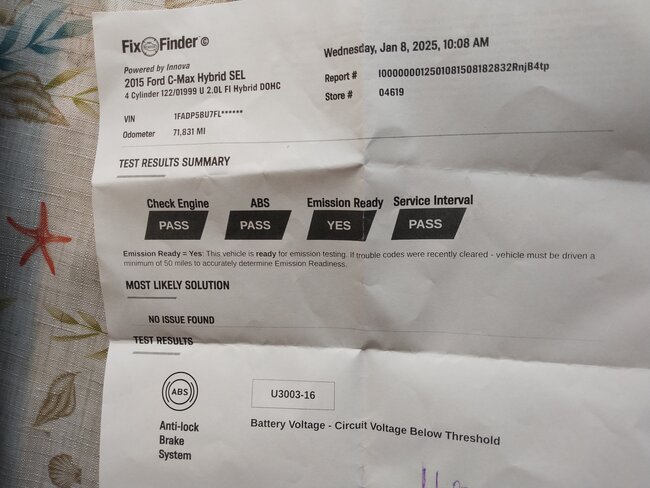 Fix Finder ©
Wednesday, Jan 8, 2025, 10:08 AM
Powered by Innova
2015 Ford C-Max Hybrid SEL
4 Cylinder 122/01999 U 2.0L FI Hybrid DOHC
Report # 10000000125010815081828​32RnjB4tp
Store # 04619
VIN 1FADP5BU7FL******
Odometer 71,831 MI
TEST RESULTS SUMMARY
Check Engine ABS Emission Ready Service Interval
PASS PASS YES PASS
Emission Ready = Yes: This vehicle is ready for emission testing. If trouble codes were recently cleared - vehicle must be driven a
minimum of 50 miles to accurately determine Emission Readiness.
MOST LIKELY SOLUTION
NO ISSUE FOUND
TEST RESULTS
ABS
U3003-16
Anti-lock
Brake
System
Battery Voltage - Circuit Voltage Below Threshold